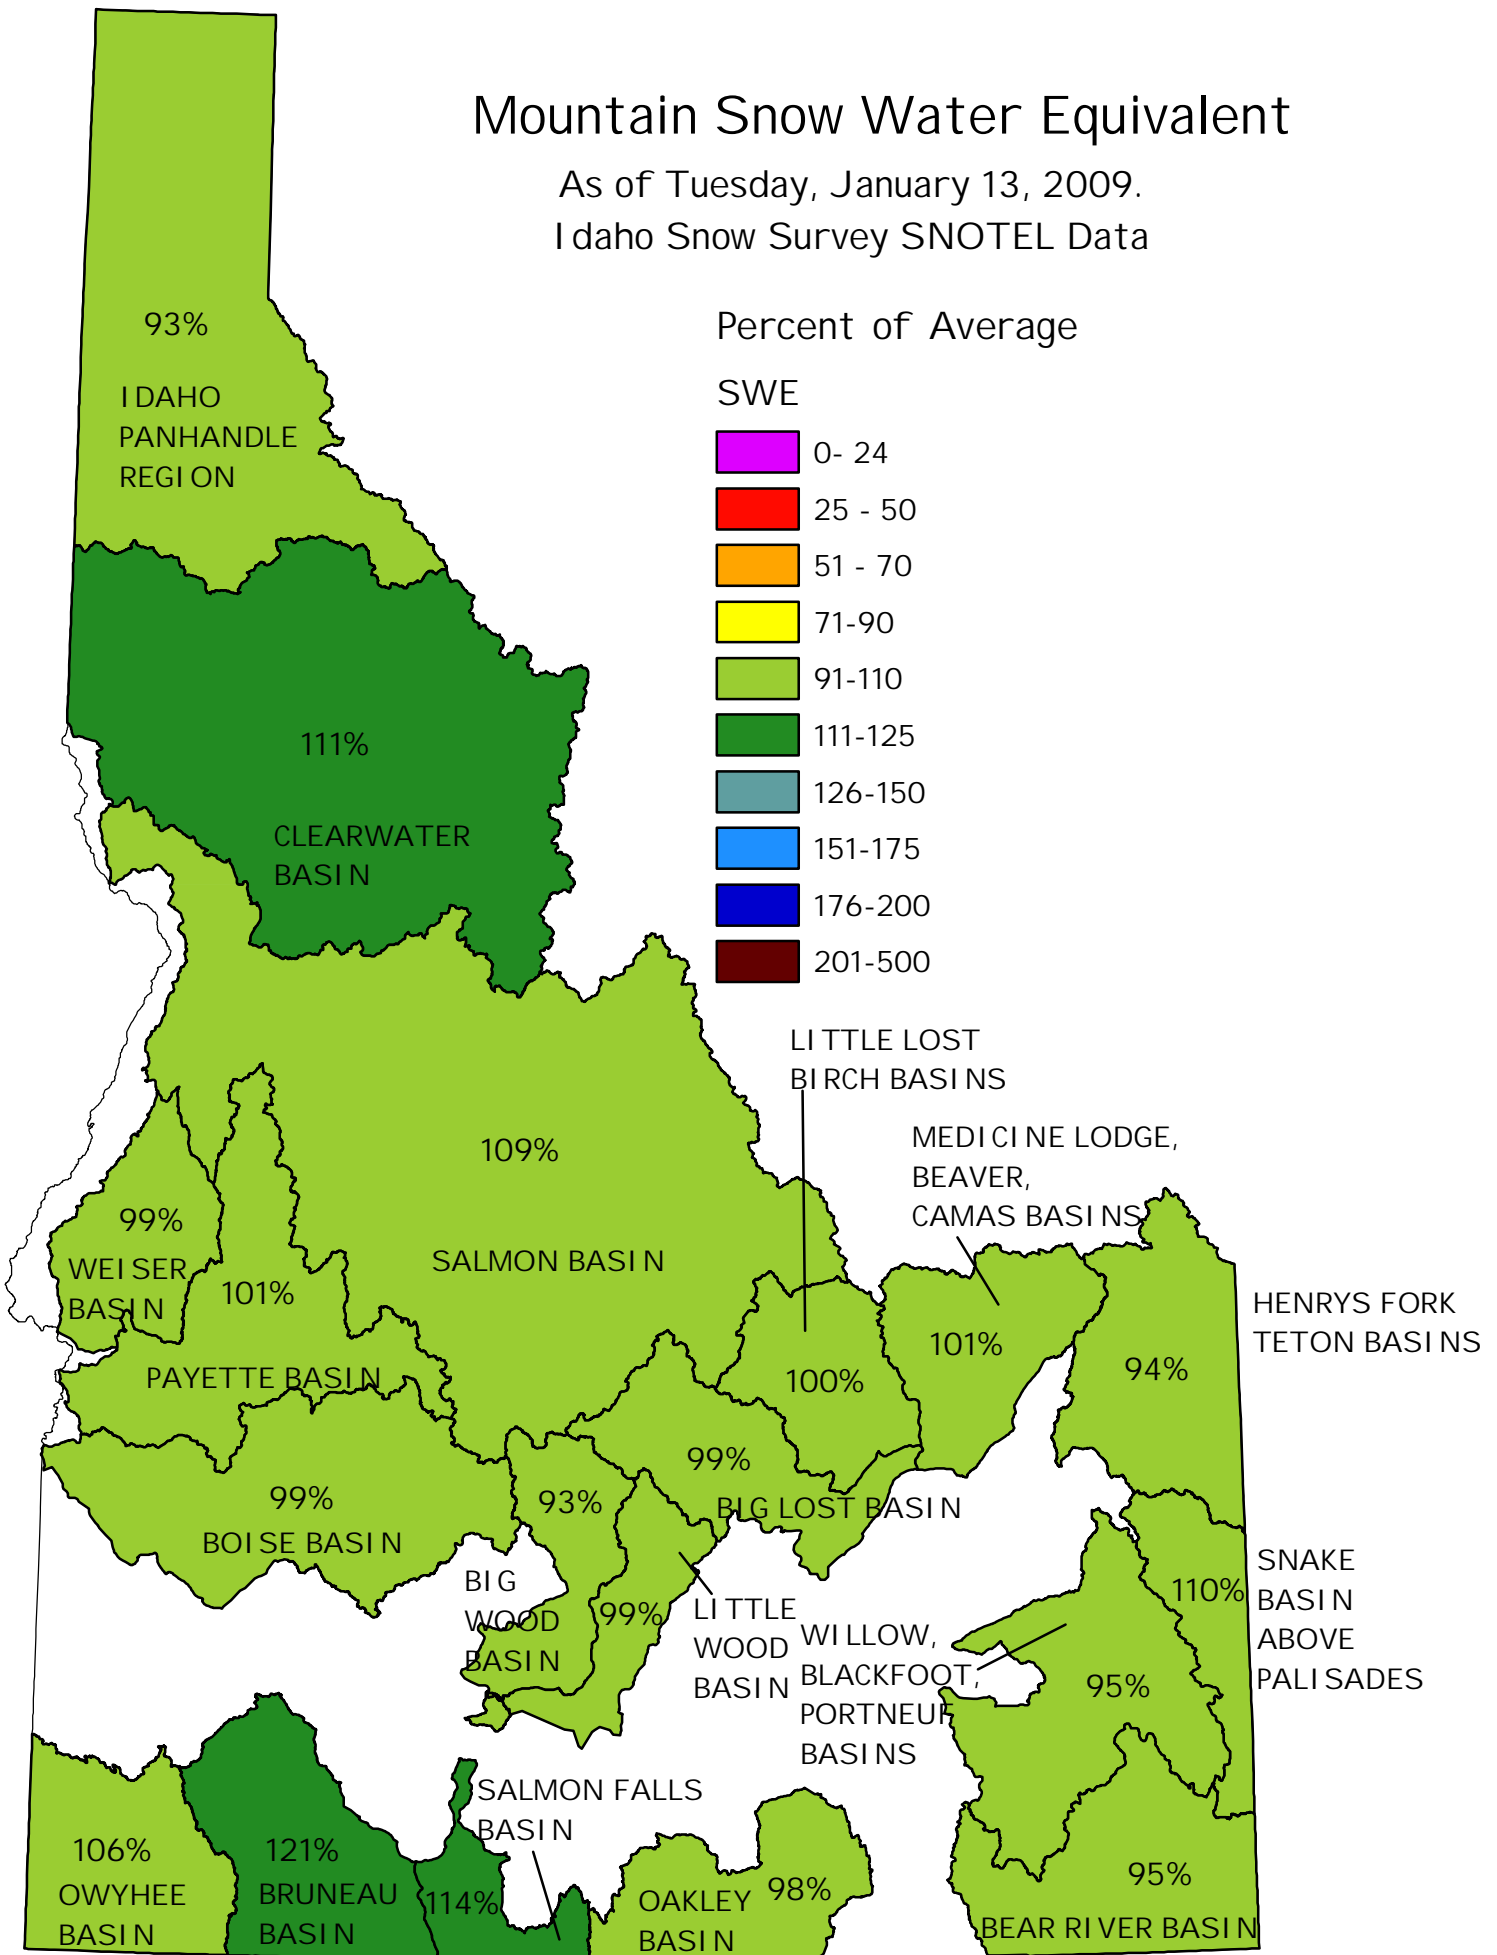 Mountain Snow Water Equivalent
As of Tuesday, January 13, 2009.
Idaho Snow Survey SNOTEL Data
Percent of Average
SWE
0- 24
25 - 50
51 - 70
71-90
91-110
111-125
126-150
151-175
176-200
201-500
93%
IDAHO
PANHANDLE
REGION
111%
CLEARWATER
BASIN
LITTLE LOST
BIRCH BASINS
MEDICINE LODGE,
BEAVER,
CAMAS BASINS
109%
SALMON BASIN
99%
WEISER
BASIN
101%
PAYETTE BASIN
100%
101%
94%
HENRYS FORK
TETON BASINS
99%
BOISE BASIN
93%
BIG
WOOD
BASIN
99%
BIG LOST BASIN
99%
LITTLE
WOOD
BASIN
WILLOW,
BLACKFOOT,
PORTNEUF
BASINS
95%
110%
SNAKE
BASIN
ABOVE
PALISADES
106%
OWYHEE
BASIN
121%
BRUNEAU
BASIN
SALMON FALLS
BASIN
114%
OAKLEY
BASIN
98%
95%
BEAR RIVER BASIN